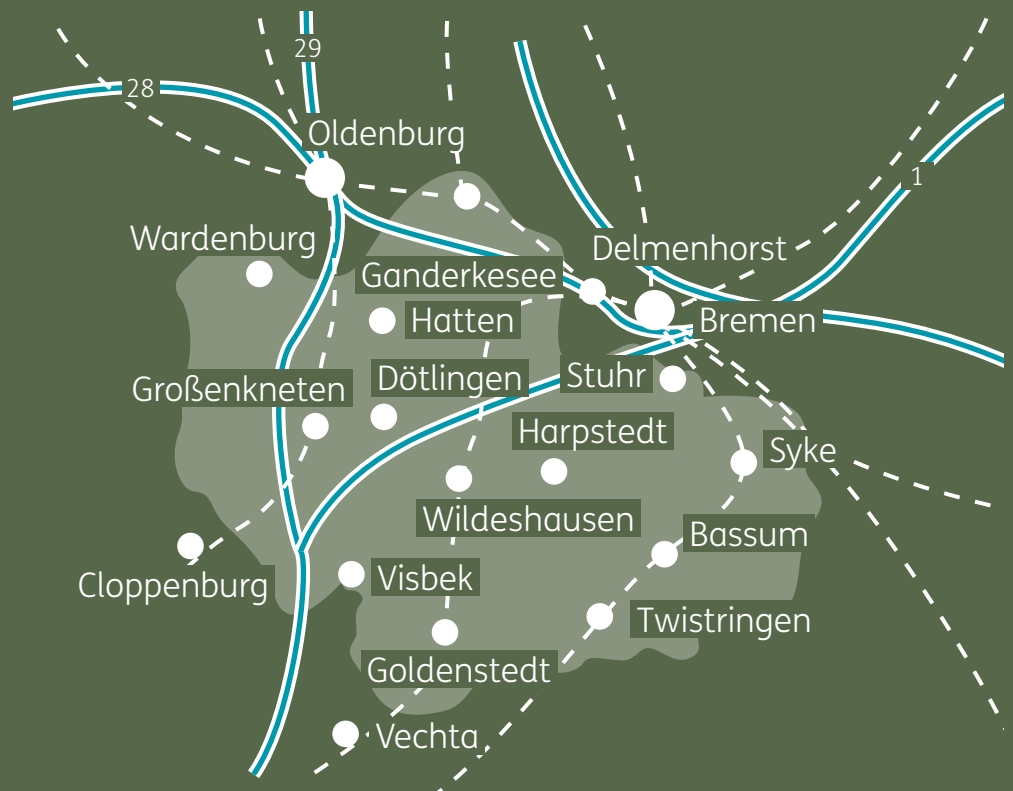 29
28
Oldenburg
1
Wardenburg
Delmenhorst
Ganderkesee
Hatten
Bremen
Großenkneten
Dötlingen
Stuhr
Harpstedt
Syke
Wildeshausen
Bassum
Cloppenburg
Visbek
Twistringen
Goldenstedt
Vechta